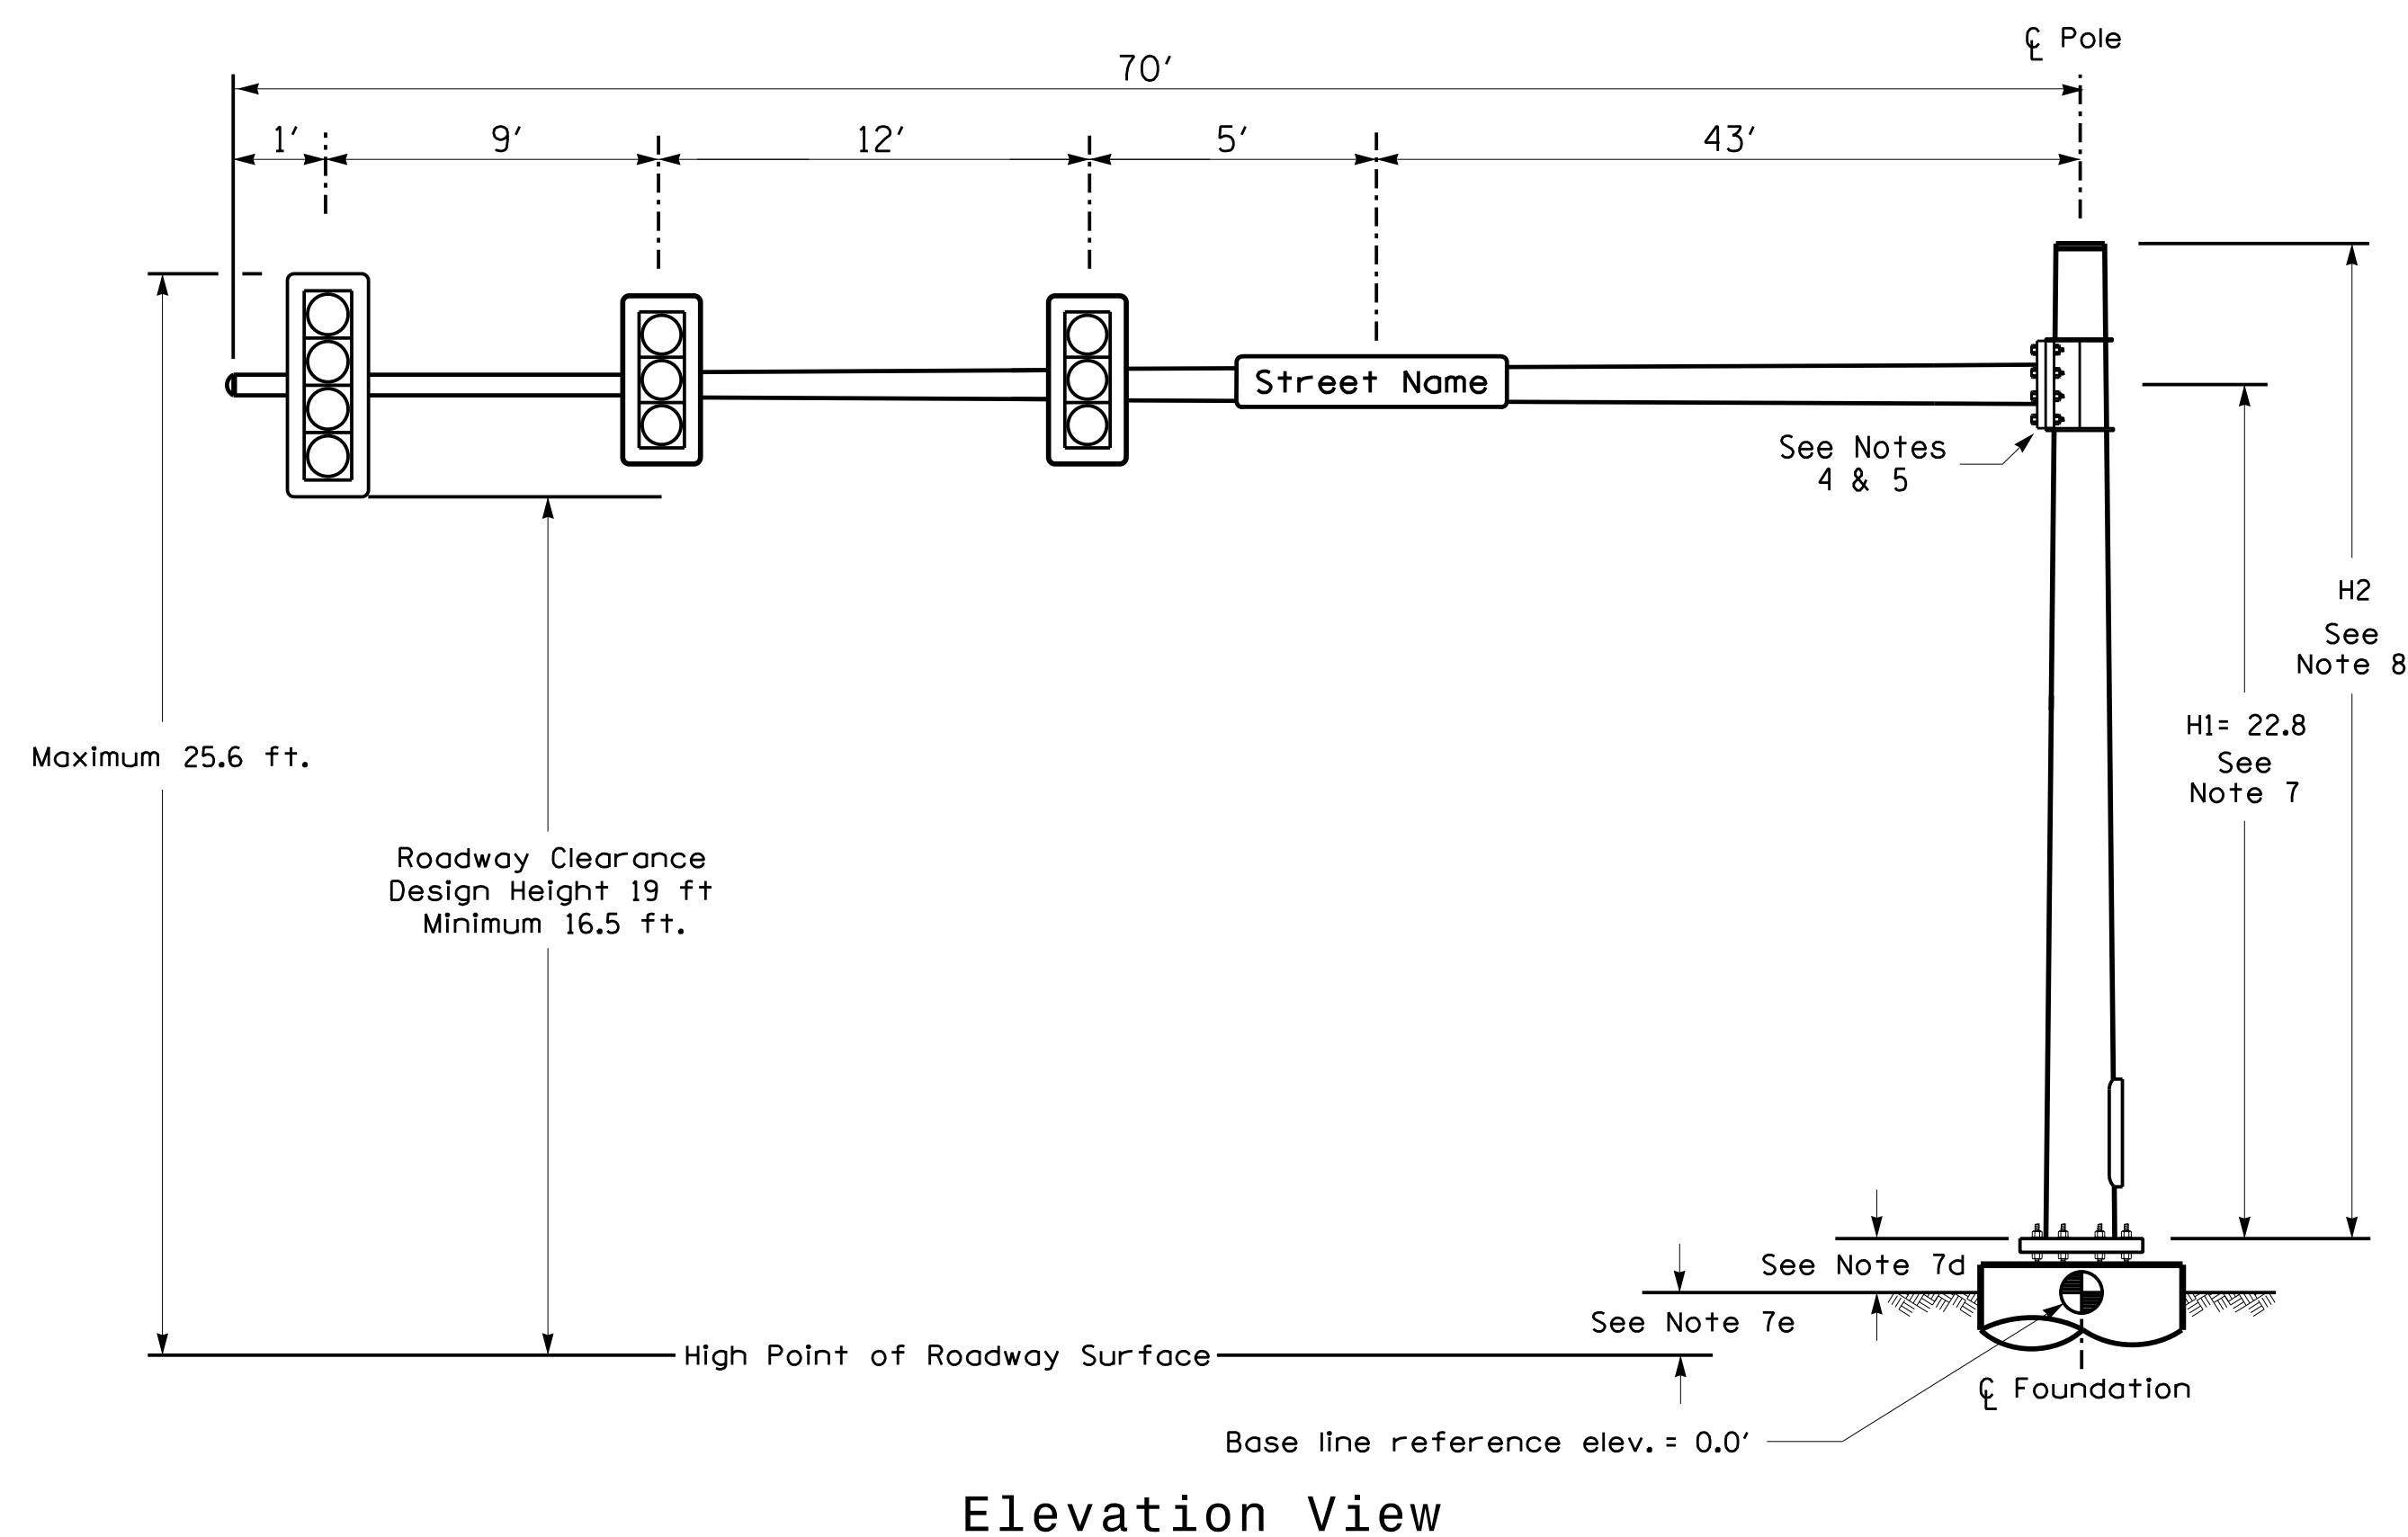 ℄ Pole
70'
1' 9' 12' 5' 43'
Street Name
See Notes
4 & 5
H2
See
Note 8
H1= 22.8
See
Note 7
Maximum 25.6 ft.
Roadway Clearance
Design Height 19 ft
Minimum 16.5 ft.
See Note 7d
See Note 7e
High Point of Roadway Surface
℄ Foundation
Base line reference elev. = 0.0'
Elevation View